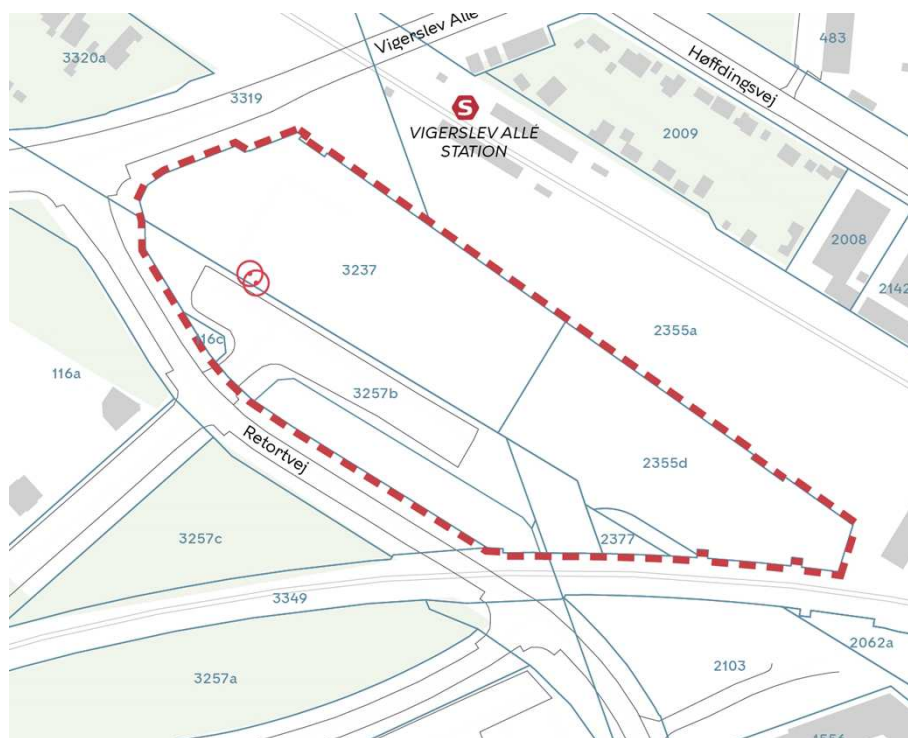 Vigerslev Allé
483
3320a
Høffdingsvej
3319
S
VIGERSLEV ALLÉ
STATION
2009
2008
3237
2142
2355a
16c
116a
3257b
Retortvej
2355d
3257c
2377
3349
2062a
2103
3257a